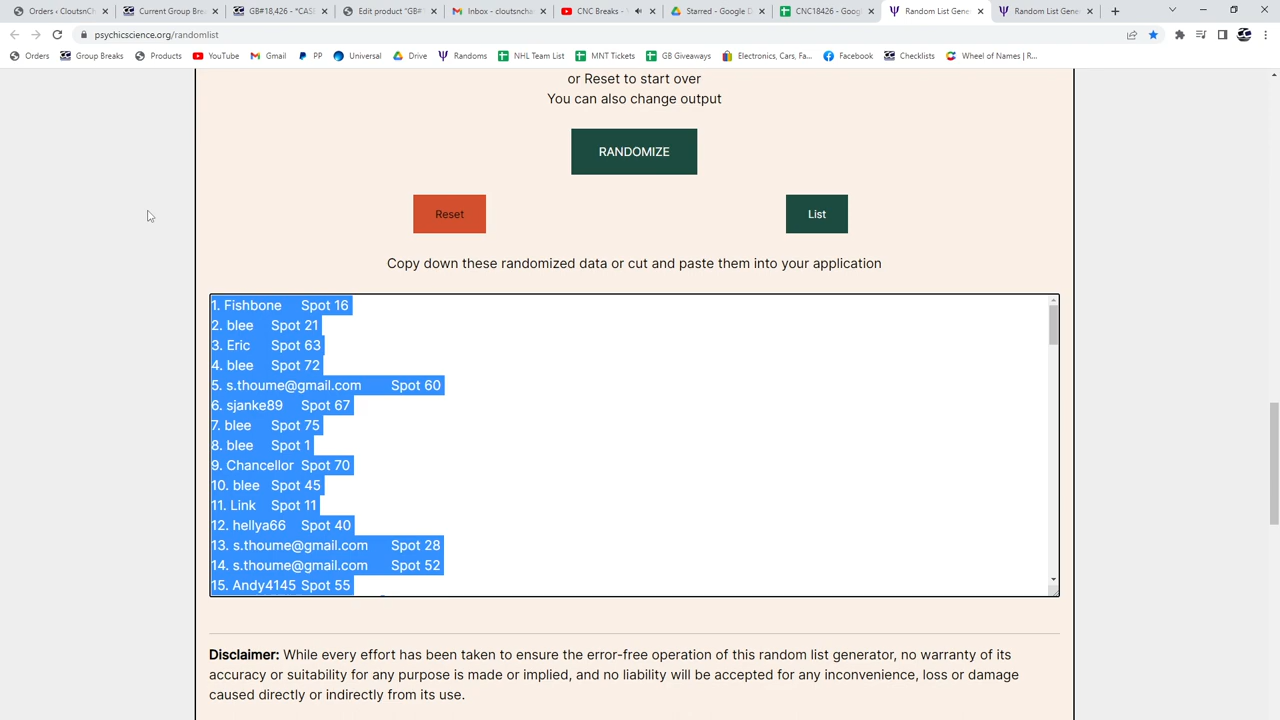 Orders ‹ CloutsnCh
Current Group Break
GB#18,426 - *CASE
Edit product "GB#
Inbox - cloutsnchar
CNC Breaks -
Starred - Google D
CNC18426 - Google
Random List Gene
Random List Gene
psychicscience.org/randomlist
Orders
Group Breaks
Products
YouTube
Gmail
PP
Universal
Drive
Randoms
NHL Team List
MNT Tickets
GB Giveaways
Electronics, Cars, Fa...
Facebook
Checklists
Wheel of Names | R...
or Reset to start over
You can also change output
RANDOMIZE
Reset
List
Copy down these randomized data or cut and paste them into your application
1. Fishbone Spot 16
2. blee Spot 21
3. Eric Spot 63
4. blee Spot 72
5. s.thoume@gmail.com Spot 60
6. sjanke89 Spot 67
7. blee Spot 75
8. blee Spot 1
9. Chancellor Spot 70
10. blee Spot 45
11. Link Spot 11
12. hellya66 Spot 40
13. s.thoume@gmail.com Spot 28
14. s.thoume@gmail.com Spot 52
15. Andy4145 Spot 55
Disclaimer: While every effort has been taken to ensure the error-free operation of this random list generator, no warranty of its
accuracy or suitability for any purpose is made or implied, and no liability will be accepted for any inconvenience, loss or damage
caused directly or indirectly from its use.